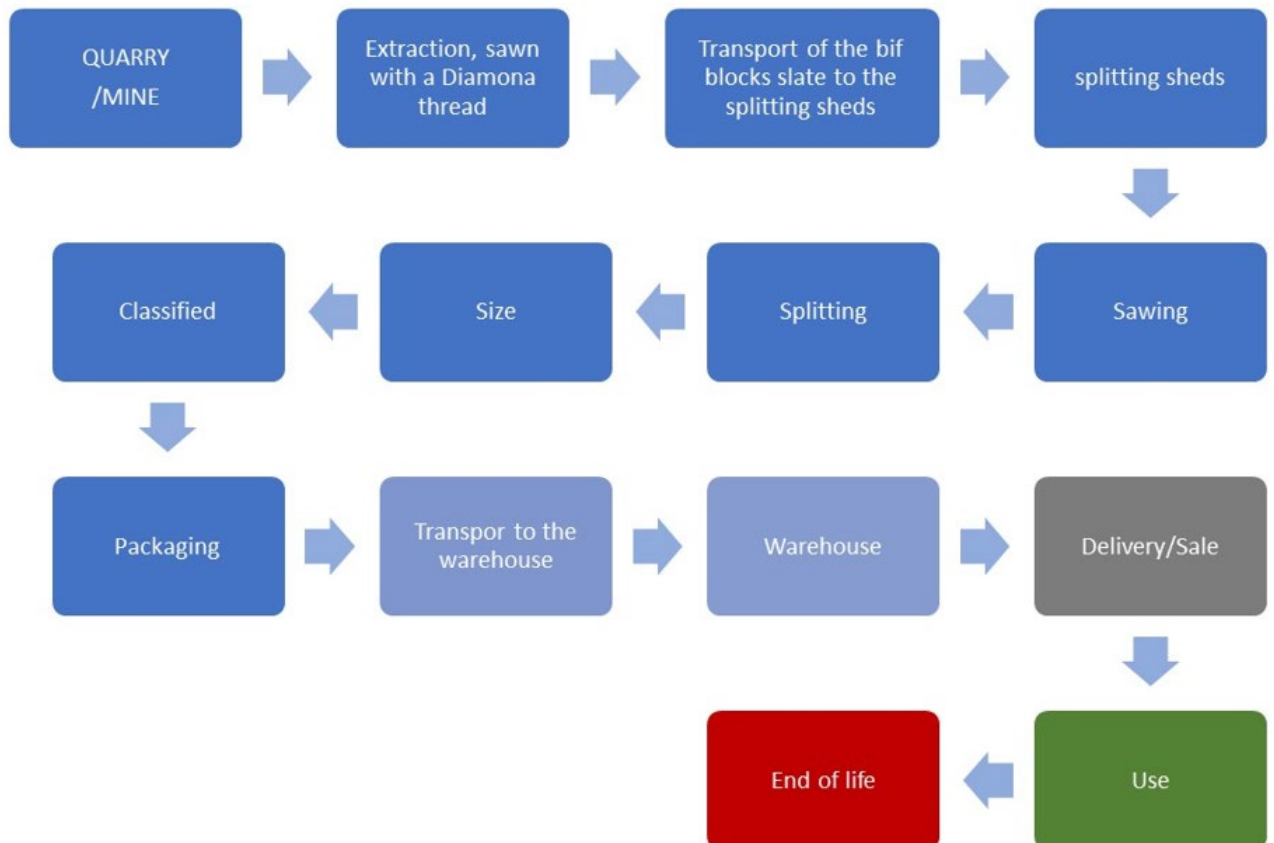 QUARRY
/MINE
Extraction, sawn
with a Diamona
thread
Transport of the bif
blocks slate to the
splitting sheds
splitting sheds
Sawing
Splitting
Size
Classified
Packaging
Transpor to the
warehouse
Warehouse
Delivery/Sale
Use
End of life